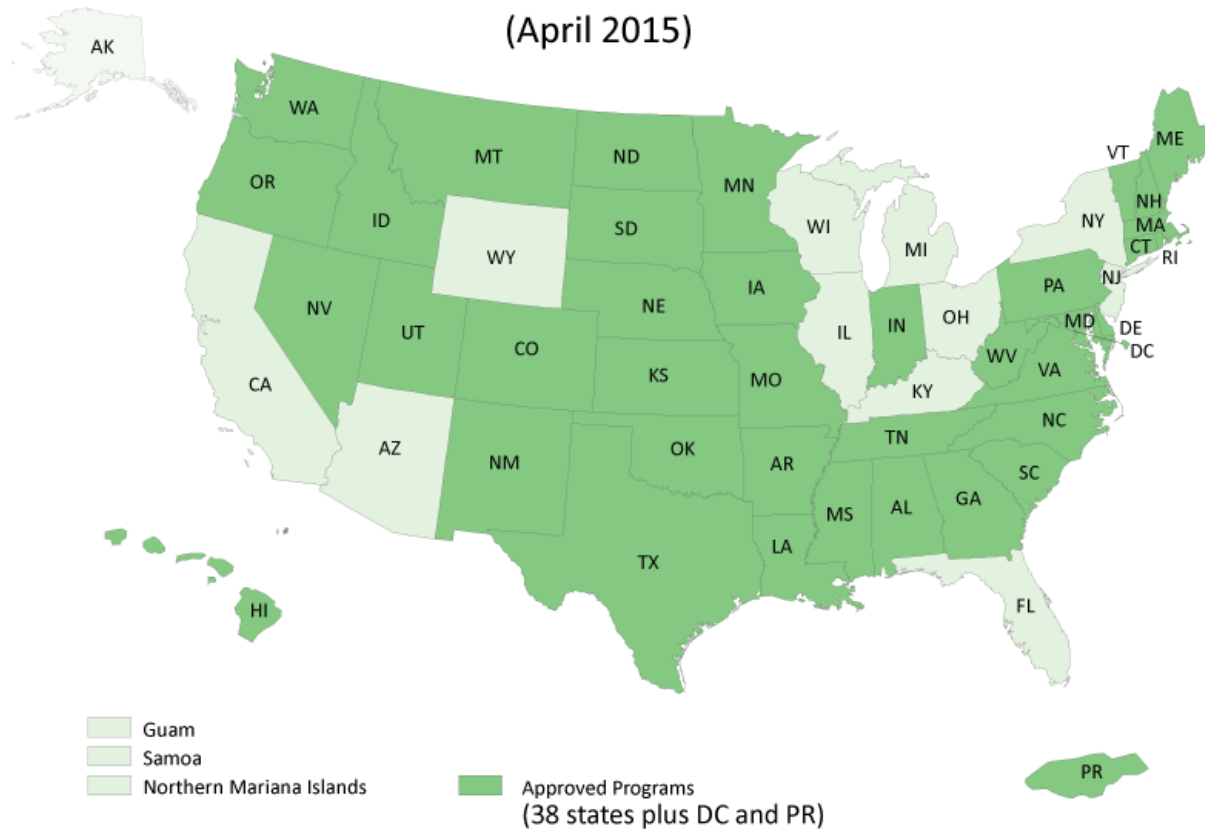 (April 2015)
AK
WA
MT
ND
MN
VT
ME
OR
ID
SD
WI
MI
NY
NH
MA
CT
RI
WY
NE
IA
PA
NJ
NV
UT
CO
IL
IN
OH
MD
DE
DC
WV
VA
CA
KS
MO
KY
NC
AZ
NM
OK
AR
TN
SC
MS
AL
GA
TX
LA
HI
FL
Guam
Samoa
Northern Mariana Islands
Approved Programs
(38 states plus DC and PR)
PR